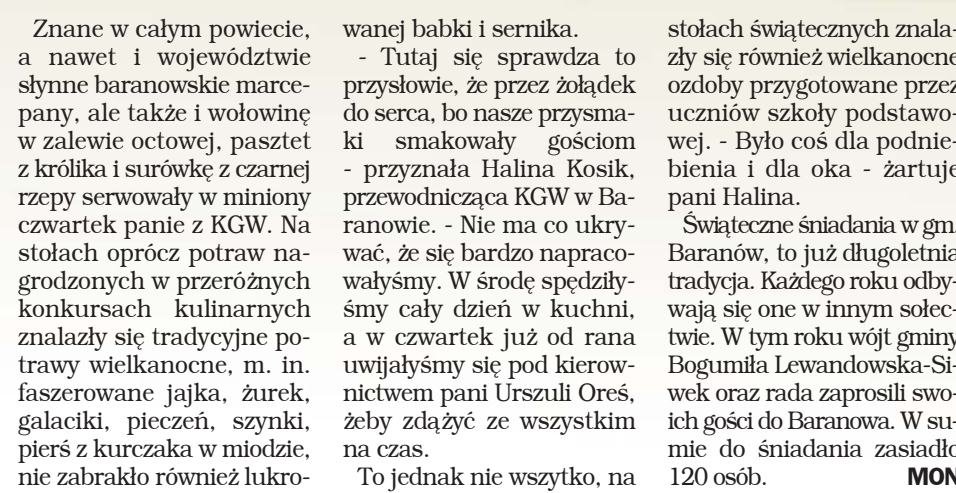 Znane w całym powiecie,
a nawet i województwie
słynne baranowskie marce-
pany, ale także i wołowinę
w zalewie octowej, pasztet
z królika i surówkę z czarnej
rzepy serwowały w miniony
czwartek panie z KGW. Na
stołach oprócz potraw na-
grodzonych w przeróżnych
konkursach kulinarnych
znalazły się tradycyjne po-
trawy wielkanocne, m. in.
faszerowane jajka, żurek,
galaciki, pieczeń, szynki,
pierś z kurczaka w miodzie,
nie zabrakło również lukro-
wanej babki i sernika.
- Tutaj się sprawdza to
przysłowie, że przez żołądek
do serca, bo nasze przysma-
ki smakowały gościom
- przyznała Halina Kosik,
przewodnicząca KGW w Ba-
ranowie. - Nie ma co ukry-
wać, że się bardzo napraco-
wałyśmy. W środę spędziły-
śmy cały dzień w kuchni,
a w czwartek już od rana
uwijałyśmy się pod kierow-
nictwem pani Urszuli Oreś,
żeby zdążyć ze wszystkim
na czas.
To jednak nie wszytko, na
stołach świątecznych znala-
zły się również wielkanocne
ozdoby przygotowane przez
uczniów szkoły podstawo-
wej. - Było coś dla podnie-
bienia i dla oka - żartuje
pani Halina.
Świąteczne śniadania w gm.
Baranów, to już długoletnia
tradycja. Każdego roku odby-
wają się one w innym sołec-
twie. W tym roku wójt gminy
Bogumiła Lewandowska-Si-
wek oraz rada zaprosili swo-
ich gości do Baranowa. W su-
mie do śniadania zasiadło
120 osób. MON